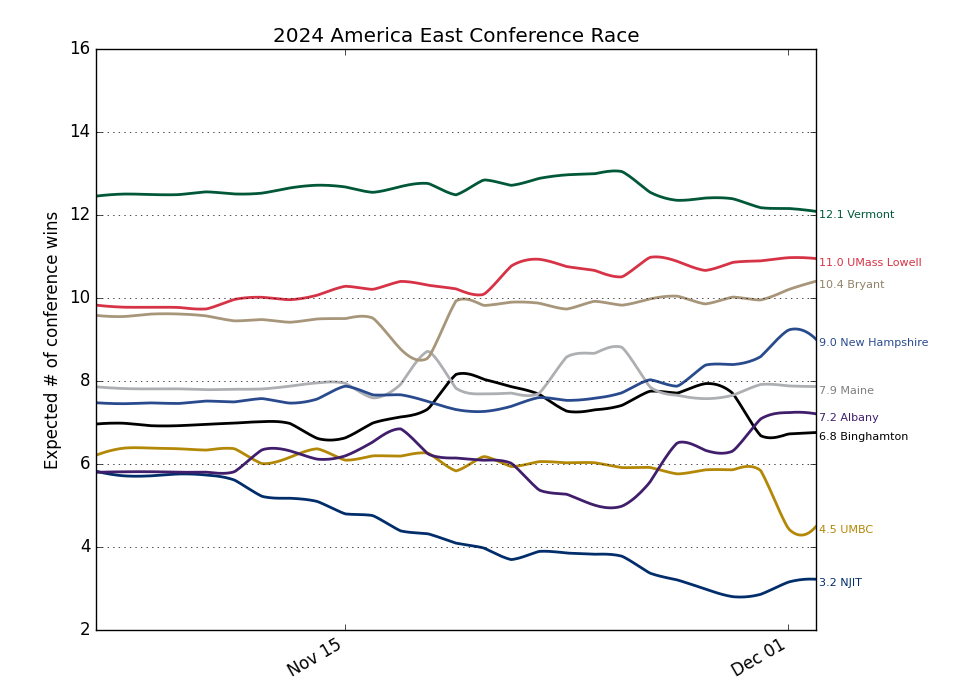 2024 America East Conference Race
Expected # of conference wins
16
14
12
10
8
6
4
2
12.1 Vermont
11.0 UMass Lowell
10.4 Bryant
9.0 New Hampshire
7.9 Maine
7.2 Albany
6.8 Binghamton
4.5 UMBC
3.2 NJIT
Nov 15
Dec 01